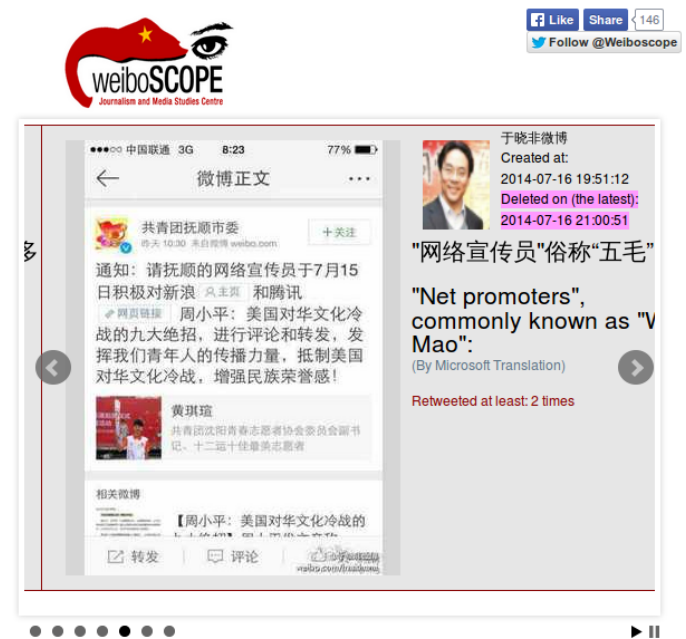 weiboSCOPE
Journalism and Media Studies Centre
Like Share 146
Follow @Weiboscope
多
中国联通 3G 8:23 77%
微博正文
共青团抚顺市委
昨天 10:30 来自微博 weibo.com
+关注
通知：请抚顺的网络宣传员于7月15
日积极对新浪 主页 和腾讯
网页链接 周小平：美国对华文化冷
战的九大绝招，进行评论和转发，发
挥我们青年人的传播力量，抵制美国
对华文化冷战，增强民族荣誉感！
黄琪瑄
共青团沈阳青春志愿者协会委员会副书
记、十二运十佳最美志愿者
相关微博
【周小平：美国对华文化冷战的
转发 评论
于晓非微博
Created at:
2014-07-16 19:51:12
Deleted on (the latest):
2014-07-16 21:00:51
"网络宣传员"俗称“五毛”
"Net promoters",
commonly known as "W
Mao":
(By Microsoft Translation)
Retweeted at least: 2 times